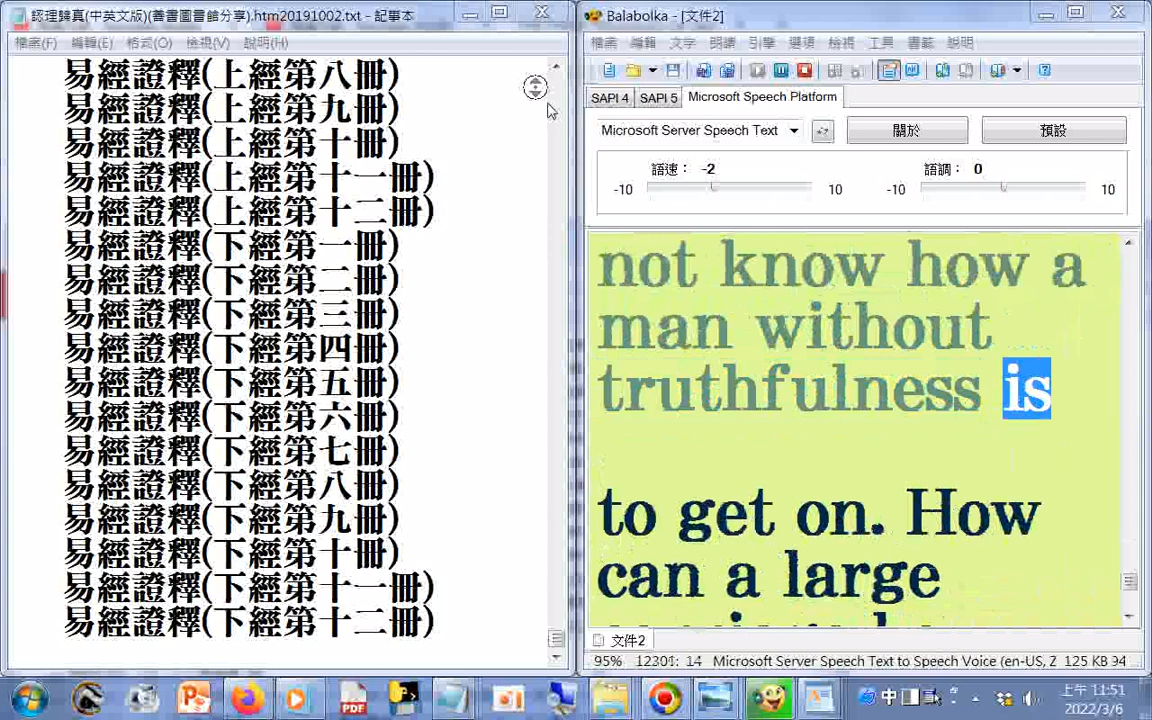 認理歸真(中英文版)(善書圖書館分享).htm20191002.txt - 記事本
檔案(F) 編輯(E) 格式(O) 檢視(V) 說明(H)
易經證釋(上經第八冊)
易經證釋(上經第九冊)
易經證釋(上經第十冊)
易經證釋(上經第十一冊)
易經證釋(上經第十二冊)
易經證釋(下經第一冊)
易經證釋(下經第二冊)
易經證釋(下經第三冊)
易經證釋(下經第四冊)
易經證釋(下經第五冊)
易經證釋(下經第六冊)
易經證釋(下經第七冊)
易經證釋(下經第八冊)
易經證釋(下經第九冊)
易經證釋(下經第十冊)
易經證釋(下經第十一冊)
易經證釋(下經第十二冊)
Balabolka - [文件2]
檔案 編輯 文字 朗讀 引擎 選項 檢視 工具 書籤 說明
SAPI 4 SAPI 5 Microsoft Speech Platform
Microsoft Server Speech Text 關於 預設
語速： -2 語調： 0
-10 10 -10 10
not know how a
man without
truthfulness is
to get on. How
can a large
文件2
95% 12301: 14 Microsoft Server Speech Text to Speech Voice (en-US, Z 125 KB 94
PDF
中
上午 11:51
2022/3/6